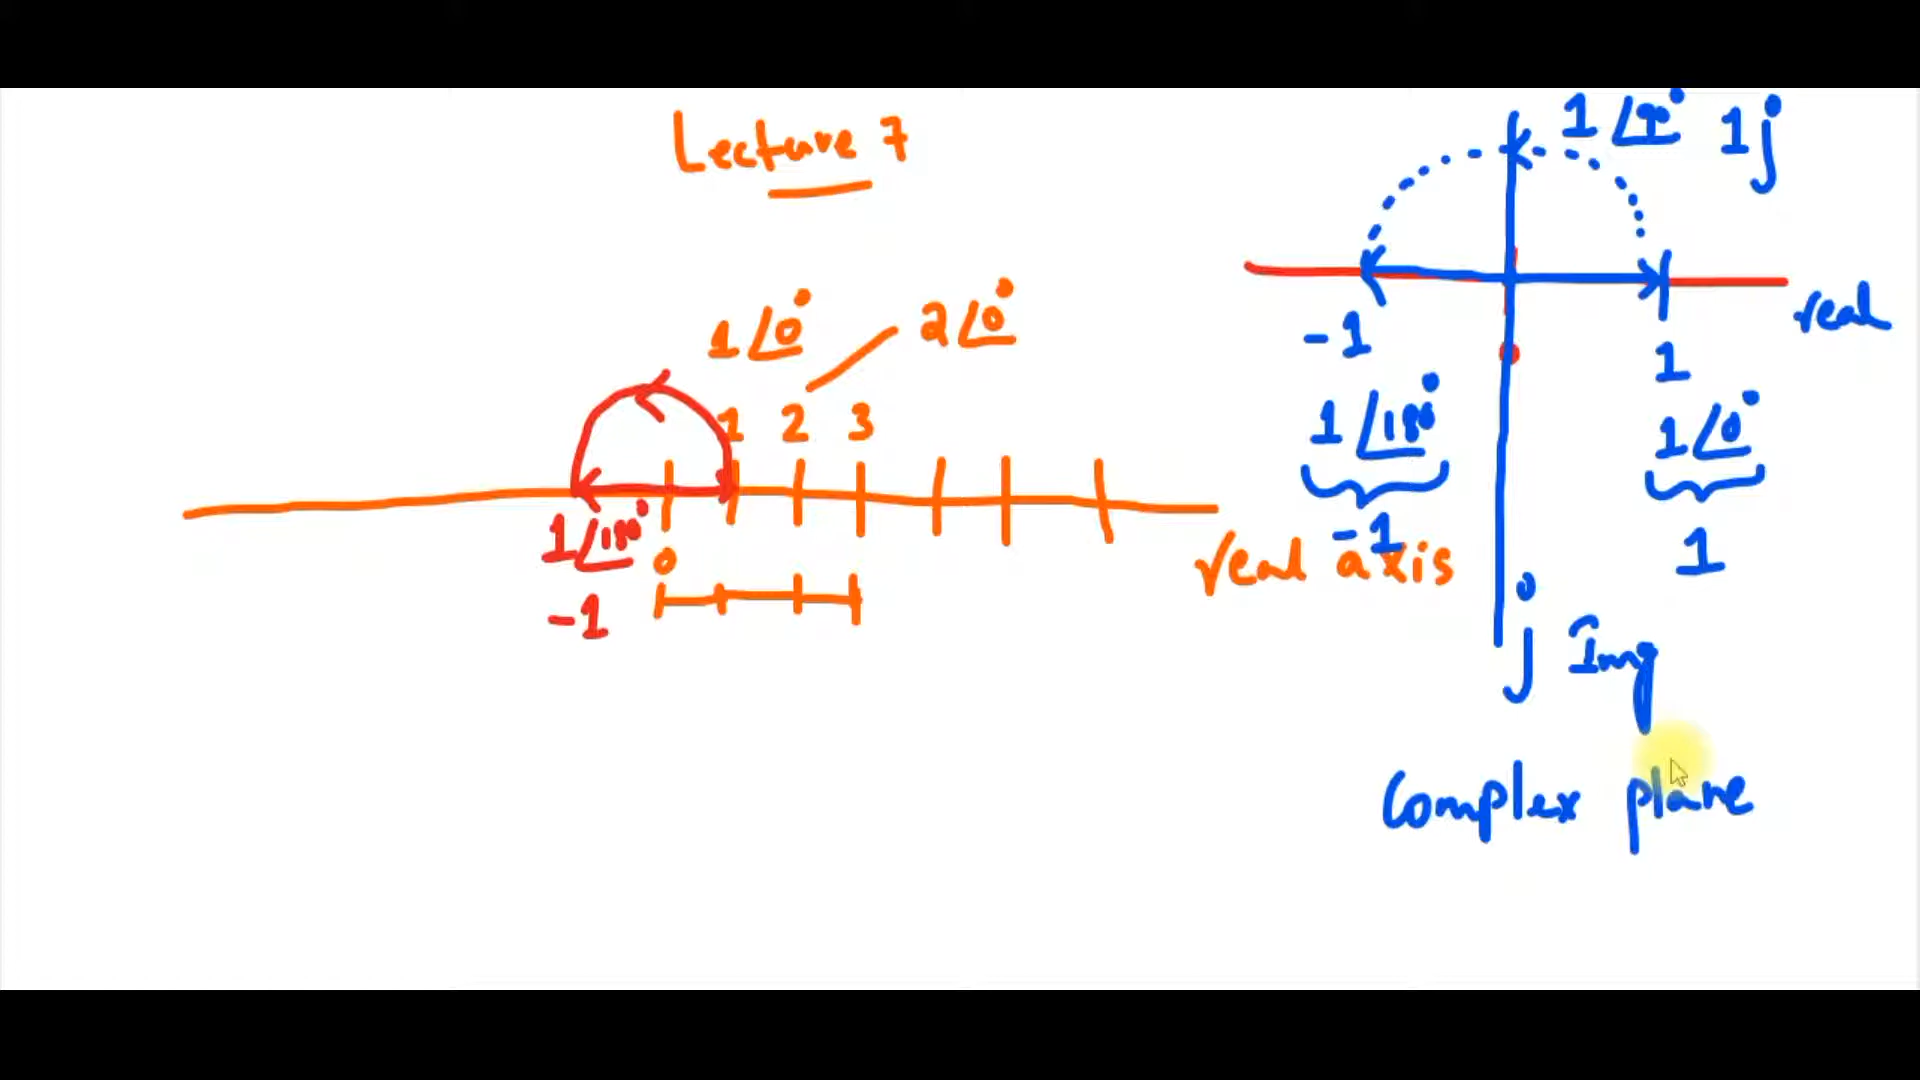 Lecture 7
1∠90° 1j
real
-1
1
1∠180°
1∠0°
-1
1
j Img
Complex plane
1∠0°
2∠0°
1 2 3
1∠180°
0
-1
real axis